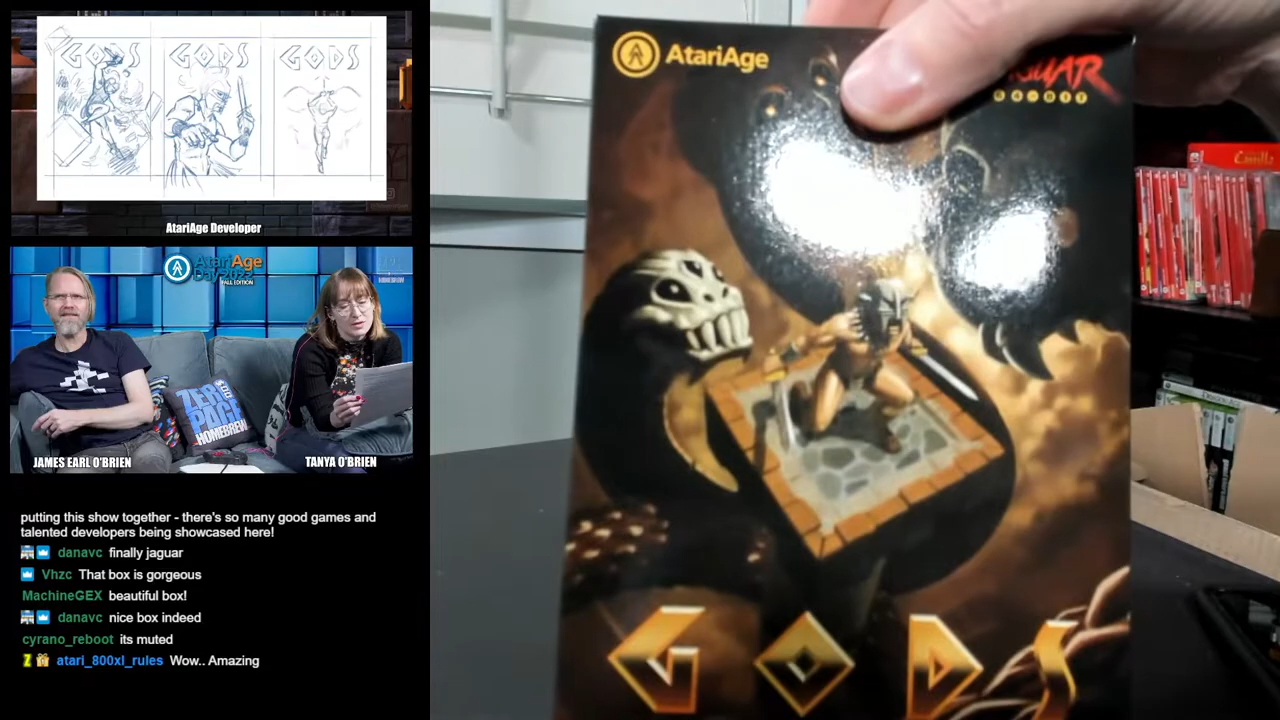 GODS
GODS
GODS
AtariAge Developer
AtariAge
Day 2022
FALL EDITION
ZERO
PAGE
HOMEBREW
JAMES EARL O'BRIEN
TANYA O'BRIEN
putting this show together - there's so many good games and
talented developers being showcased here!
danavc finally jaguar
Vhzc That box is gorgeous
MachineGEX beautiful box!
danavc nice box indeed
cyrano_reboot its muted
Z atari_800xl_rules Wow.. Amazing
AtariAge
GODS